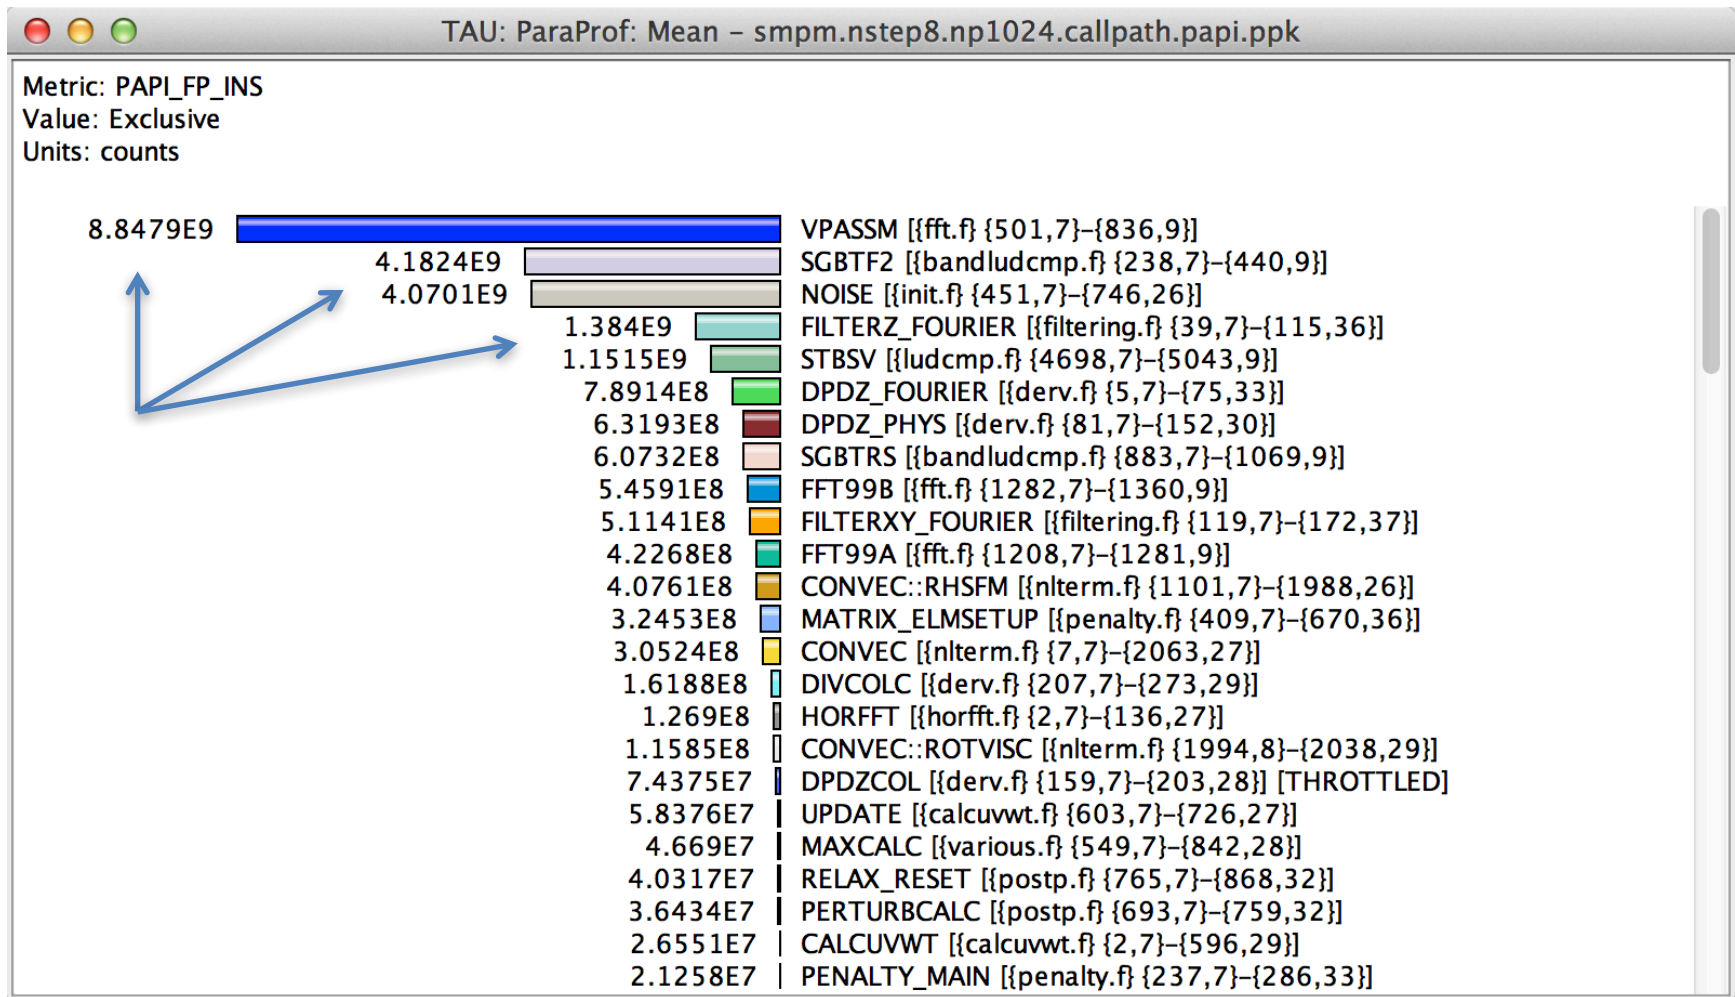 TAU: ParaProf: Mean – smpm.nstep8.np1024.callpath.papi.ppk
Metric: PAPI_FP_INS
Value: Exclusive
Units: counts
8.8479E9 VPASSM [{fft.f} {501,7}–{836,9}]
4.1824E9 SGBTF2 [{bandludcmp.f} {238,7}–{440,9}]
4.0701E9 NOISE [{init.f} {451,7}–{746,26}]
1.384E9 FILTERZ_FOURIER [{filtering.f} {39,7}–{115,36}]
1.1515E9 STBSV [{ludcmp.f} {4698,7}–{5043,9}]
7.8914E8 DPDZ_FOURIER [{derv.f} {5,7}–{75,33}]
6.3193E8 DPDZ_PHYS [{derv.f} {81,7}–{152,30}]
6.0732E8 SGBTRS [{bandludcmp.f} {883,7}–{1069,9}]
5.4591E8 FFT99B [{fft.f} {1282,7}–{1360,9}]
5.1141E8 FILTERXY_FOURIER [{filtering.f} {119,7}–{172,37}]
4.2268E8 FFT99A [{fft.f} {1208,7}–{1281,9}]
4.0761E8 CONVEC::RHSFM [{nlterm.f} {1101,7}–{1988,26}]
3.2453E8 MATRIX_ELMSETUP [{penalty.f} {409,7}–{670,36}]
3.0524E8 CONVEC [{nlterm.f} {7,7}–{2063,27}]
1.6188E8 DIVCOLC [{derv.f} {207,7}–{273,29}]
1.269E8 HORFFT [{horfft.f} {2,7}–{136,27}]
1.1585E8 CONVEC::ROTVISC [{nlterm.f} {1994,8}–{2038,29}]
7.4375E7 DPDZCOL [{derv.f} {159,7}–{203,28}] [THROTTLED]
5.8376E7 UPDATE [{calcuvwt.f} {603,7}–{726,27}]
4.669E7 MAXCALC [{various.f} {549,7}–{842,28}]
4.0317E7 RELAX_RESET [{postp.f} {765,7}–{868,32}]
3.6434E7 PERTURBCALC [{postp.f} {693,7}–{759,32}]
2.6551E7 CALCUVWT [{calcuvwt.f} {2,7}–{596,29}]
2.1258E7 PENALTY_MAIN [{penalty.f} {237,7}–{286,33}]